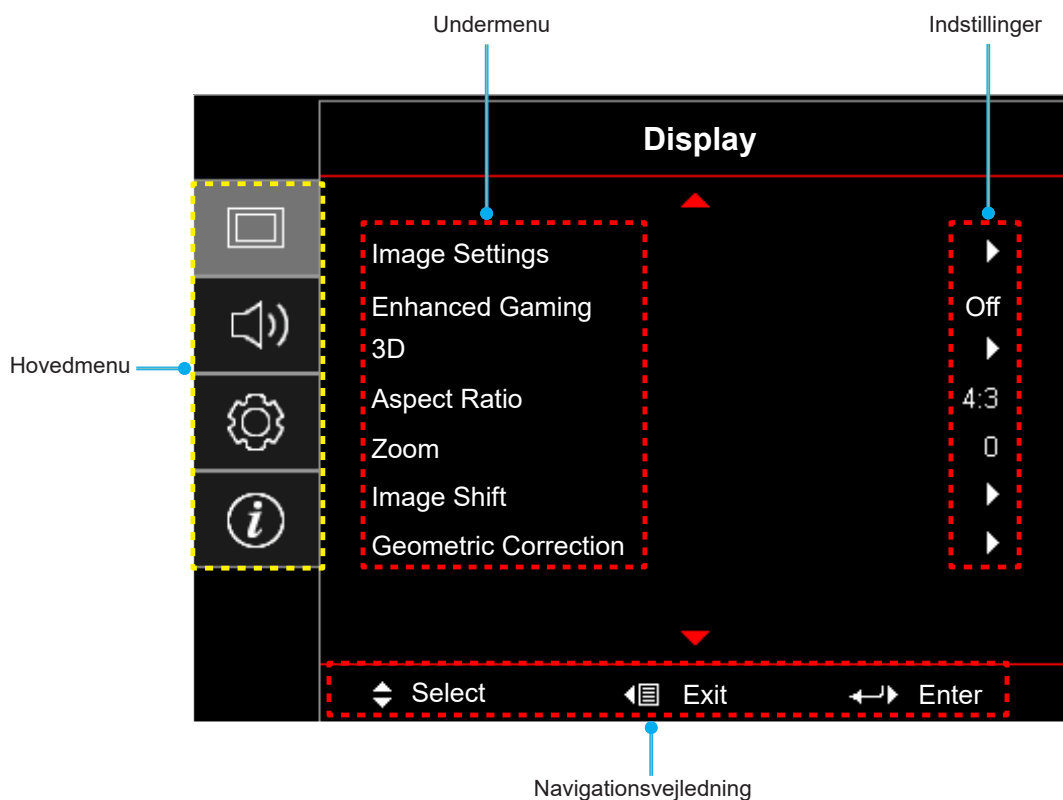 Undermenu
Indstillinger
Display
Image Settings
Enhanced Gaming Off
3D
Hovedmenu
Aspect Ratio 4:3
Zoom 0
Image Shift
Geometric Correction
Select Exit Enter
Navigationsvejledning